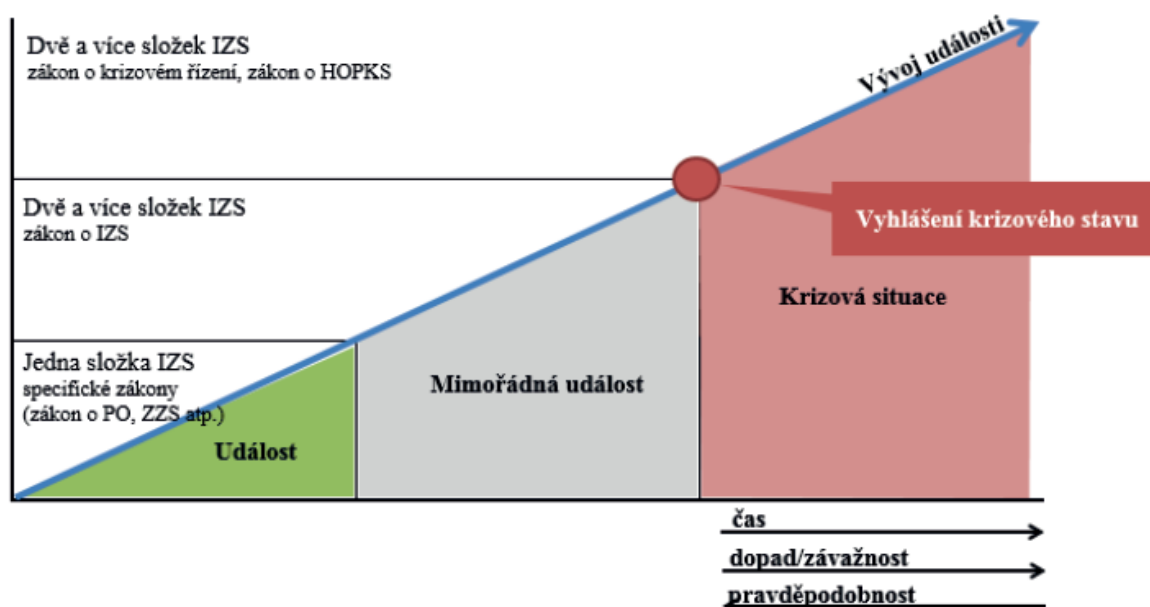 Dvě a více složek IZS
zákon o krizovém řízení, zákon o HOPKS
Vývoj události
Dvě a více složek IZS
zákon o IZS
Vyhlášení krizového stavu
Krizová situace
Jedna složka IZS
specifické zákony
(zákon o PO, ZZS atp.)
Mimořádná událost
Událost
čas
dopad/závažnost
pravděpodobnost